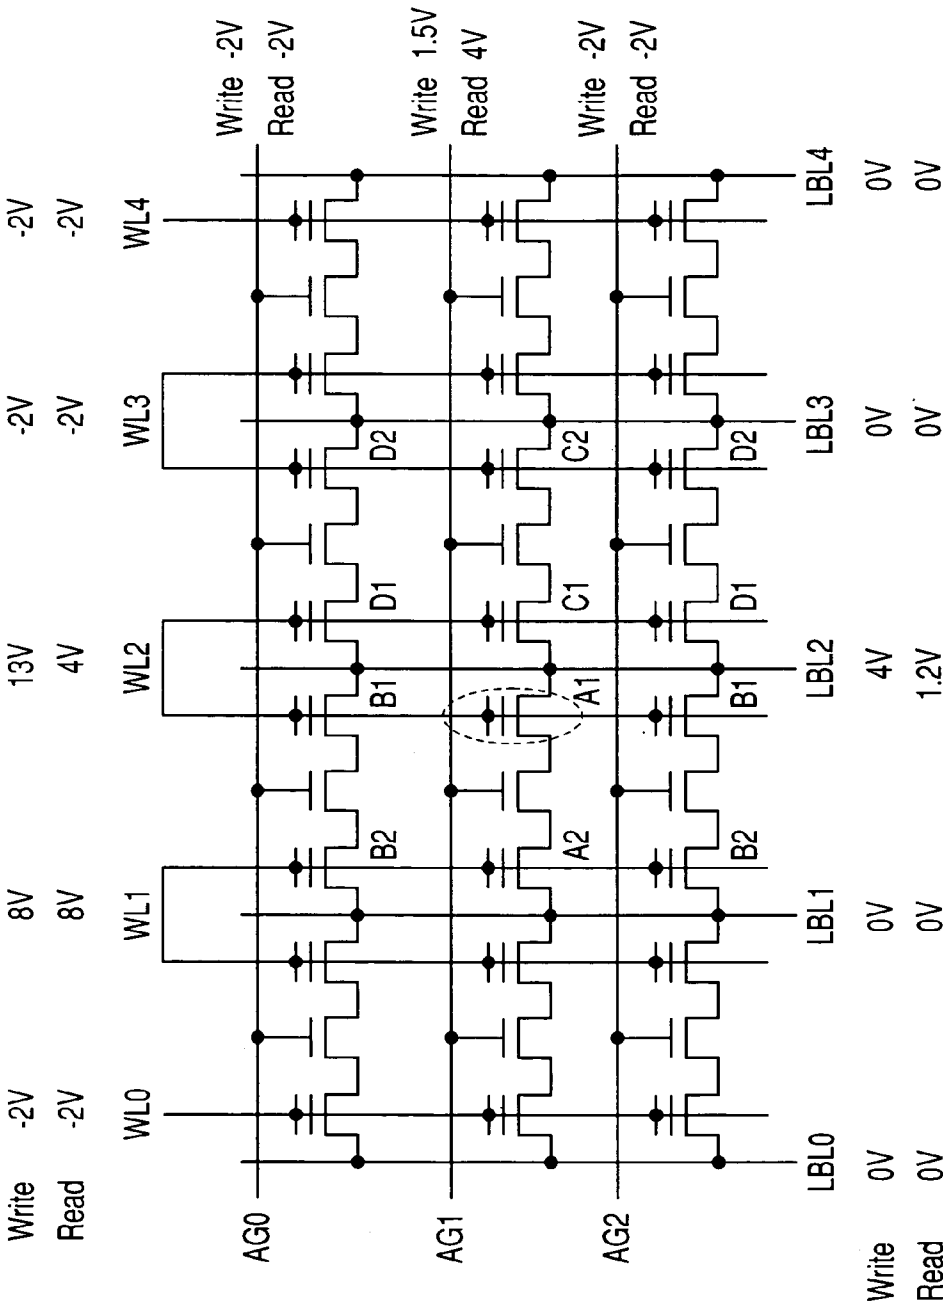 Write -2V 8V 13V -2V -2V
Read -2V 8V 4V -2V -2V
WL0 WL1 WL2 WL3 WL4
Write -2V
Read -2V
AG0
B2 B1 D1 D2
Write 1.5V
Read 4V
AG1
A2 A1 C1 C2
Write -2V
Read -2V
AG2
B2 B1 D1 D2
LBL0 LBL1 LBL2 LBL3 LBL4
Write 0V 0V 4V 0V 0V
Read 0V 0V 1.2V 0V 0V